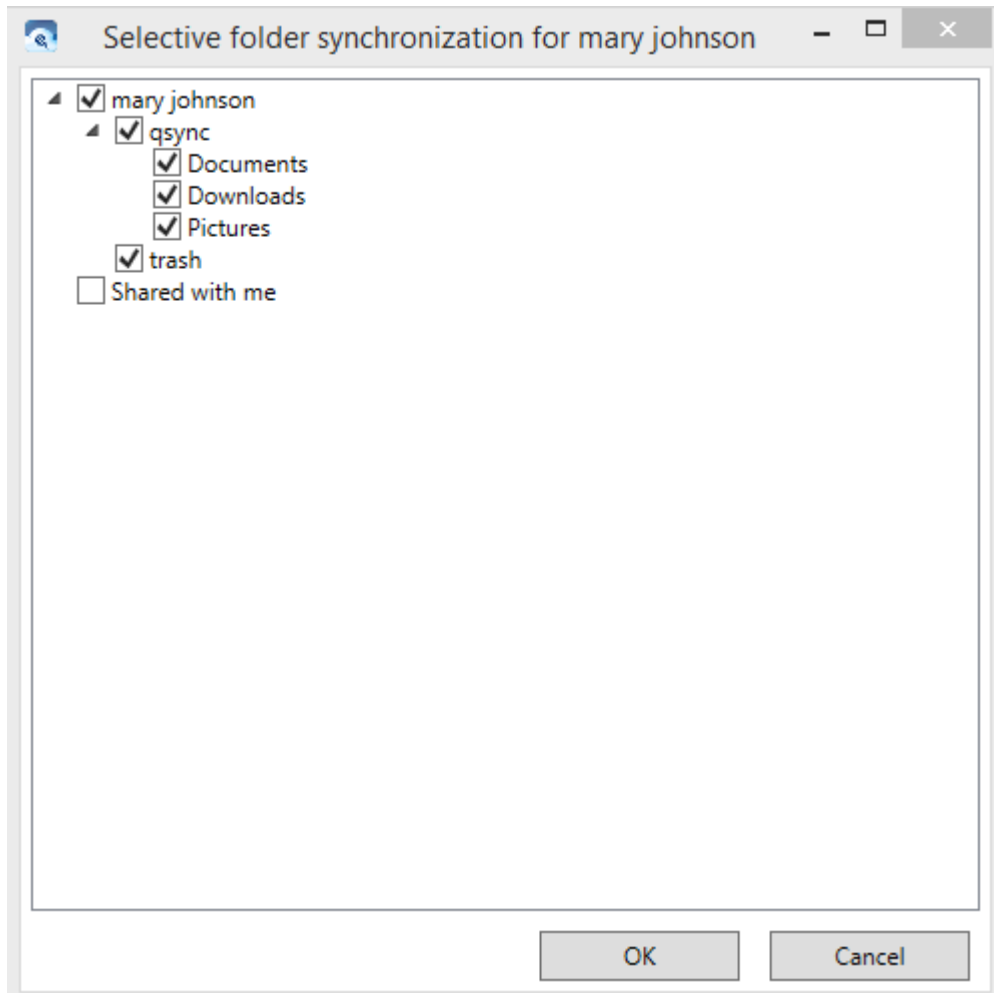 Selective folder synchronization for mary johnson
mary johnson
qsync
Documents
Downloads
Pictures
trash
Shared with me
OK Cancel